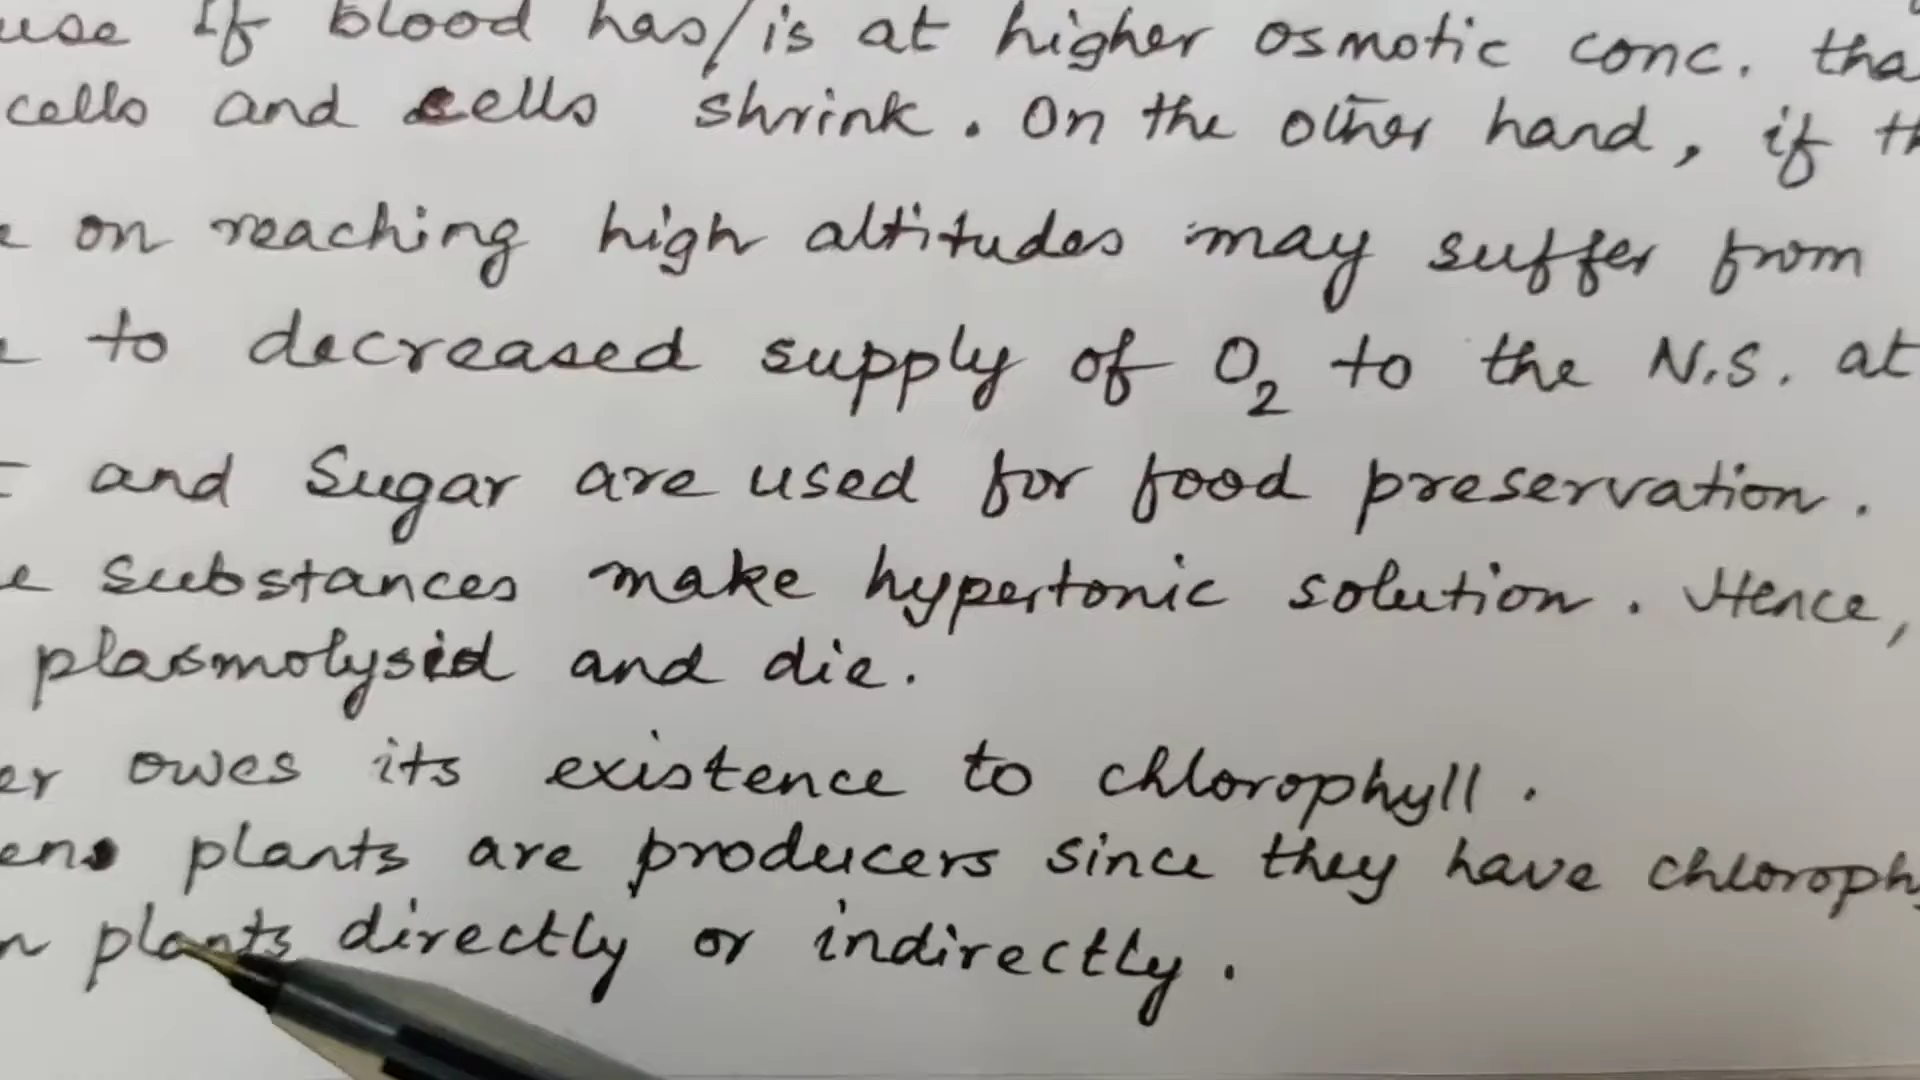 use If blood has/is at higher osmotic conc. tha
cells and cells shrink. On the other hand, if th
on reaching high altitudes may suffer from
to decreased supply of O₂ to the N.S. at
and Sugar are used for food preservation.
substances make hypertonic solution. Hence,
plasmolysid and die.
er owes its existence to chlorophyll.
ens plants are producers since they have chloroph
n plants directly or indirectly.